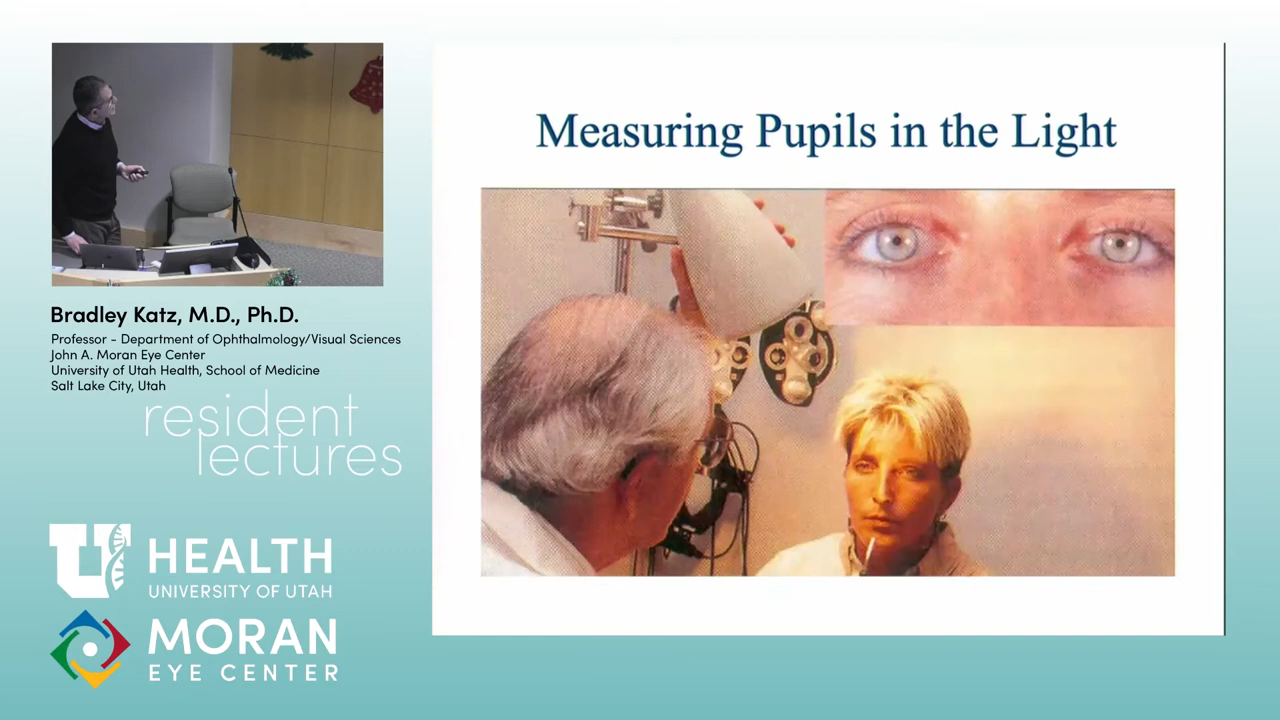 Measuring Pupils in the Light
Bradley Katz, M.D., Ph.D.
Professor - Department of Ophthalmology/Visual Sciences
John A. Moran Eye Center
University of Utah Health, School of Medicine
Salt Lake City, Utah
resident
lectures
U HEALTH
UNIVERSITY OF UTAH
MORAN
EYE CENTER